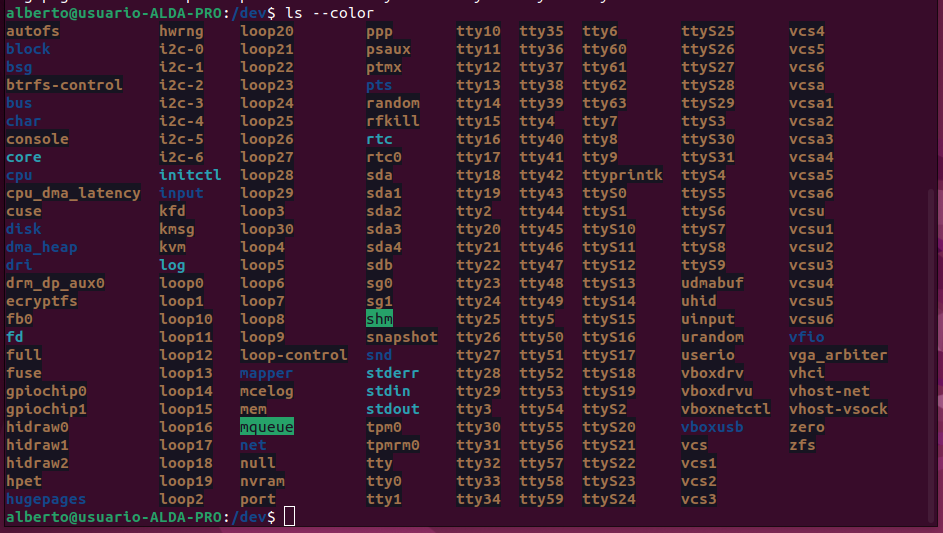 alberto@usuario-ALDA-PRO:/dev$ ls --color
autofs hwrng loop20 ppp tty10 tty35 tty6 ttyS25 vcs4
block i2c-0 loop21 psaux tty11 tty36 tty60 ttyS26 vcs5
bsg i2c-1 loop22 ptmx tty12 tty37 tty61 ttyS27 vcs6
btrfs-control i2c-2 loop23 pts tty13 tty38 tty62 ttyS28 vcsa
bus i2c-3 loop24 random tty14 tty39 tty63 ttyS29 vcsa1
char i2c-4 loop25 rfkill tty15 tty4 tty7 ttyS3 vcsa2
console i2c-5 loop26 rtc tty16 tty40 tty8 ttyS30 vcsa3
core i2c-6 loop27 rtc0 tty17 tty41 tty9 ttyS31 vcsa4
cpu initctl loop28 sda tty18 tty42 ttyprintk ttyS4 vcsa5
cpu_dma_latency input loop29 sda1 tty19 tty43 ttyS0 ttyS5 vcsa6
cuse kfd loop3 sda2 tty2 tty44 ttyS1 ttyS6 vcsu
disk kmsg loop30 sda3 tty20 tty45 ttyS10 ttyS7 vcsu1
dma_heap kvm loop4 sda4 tty21 tty46 ttyS11 ttyS8 vcsu2
dri log loop5 sdb tty22 tty47 ttyS12 ttyS9 vcsu3
drm_dp_aux0 loop0 loop6 sg0 tty23 tty48 ttyS13 udmabuf vcsu4
ecryptfs loop1 loop7 sg1 tty24 tty49 ttyS14 uhid vcsu5
fb0 loop10 loop8 shm tty25 tty5 ttyS15 uinput vcsu6
fd loop11 loop9 snapshot tty26 tty50 ttyS16 urandom vfio
full loop12 loop-control snd tty27 tty51 ttyS17 userio vga_arbiter
fuse loop13 mapper stderr tty28 tty52 ttyS18 vboxdrv vhci
gpiochip0 loop14 mcelog stdin tty29 tty53 ttyS19 vboxdrvu vhost-net
gpiochip1 loop15 mem stdout tty3 tty54 ttyS2 vboxnetctl vhost-vsock
hidraw0 loop16 mqueue tpm0 tty30 tty55 ttyS20 vboxusb zero
hidraw1 loop17 net tpmrm0 tty31 tty56 ttyS21 vcs zfs
hidraw2 loop18 null tty tty32 tty57 ttyS22 vcs1
hpet loop19 nvram tty0 tty33 tty58 ttyS23 vcs2
hugepages loop2 port tty1 tty34 tty59 ttyS24 vcs3
alberto@usuario-ALDA-PRO:/dev$